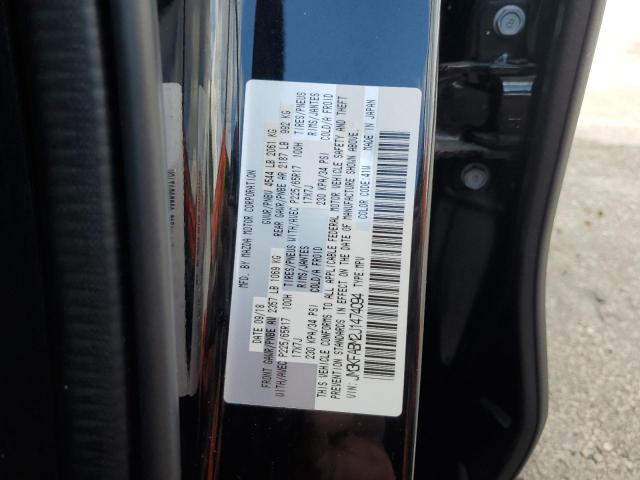 MFD. BY MAZDA MOTOR CORPORATION
DATE 09/18 GVWR/PNBV 4544 LB 2061 KG
FRONT GAWR/PNBE AV 2357 LB 1069 KG REAR GAWR/PNBE AR 2187 LB 992 KG
WITH/AVEC P225/65R17 100H TIRES/PNEUS WITH/AVEC P225/65R17 100H TIRES/PNEUS
17X7J RIMS/JANTES 17X7J RIMS/JANTES
230 KPA/34 PSI COLD/A FROID 230 KPA/34 PSI COLD/A FROID
THIS VEHICLE CONFORMS TO ALL APPLICABLE FEDERAL MOTOR VEHICLE SAFETY AND THEFT
PREVENTION STANDARDS IN EFFECT ON THE DATE OF MANUFACTURE SHOWN ABOVE.
VIN: JM3KFABM2J1474094 TYPE:MPV COLOR CODE:41W MADE IN JAPAN